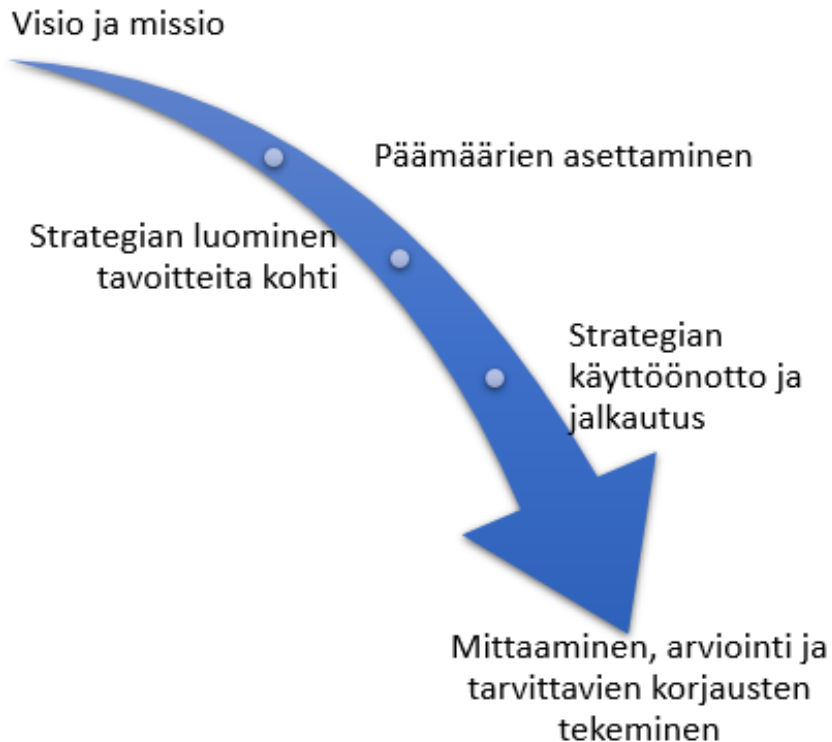 Visio ja missio
Päämäärien asettaminen
Strategian luominen
tavoitteita kohti
Strategian
käyttöönotto ja
jalkautus
Mittaaminen, arviointi ja
tarvittavien korjausten
tekeminen